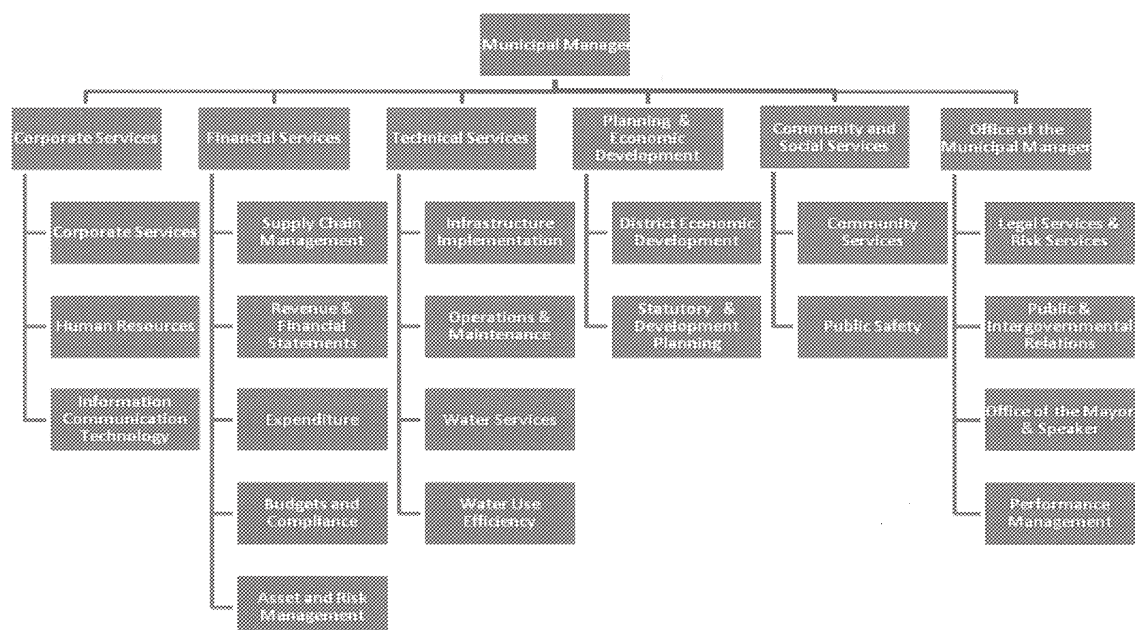 Municipal Manager
Corporate Services
Financial Services
Technical Services
Planning &
Economic
Development
Community and
Social Services
Office of the
Municipal Manager
Corporate Services
Human Resources
Information
Communication
Technology
Supply Chain
Management
Revenue &
Financial
Statements
Expenditure
Budgets and
Compliance
Asset and Risk
Management
Infrastructure
Implementation
Operations &
Maintenance
Water Services
Water Use
Efficiency
District Economic
Development
Statutory &
Development
Planning
Community
Services
Public Safety
Legal Services &
Risk Services
Public &
Intergovernmental
Relations
Office of the Mayor
& Speaker
Performance
Management